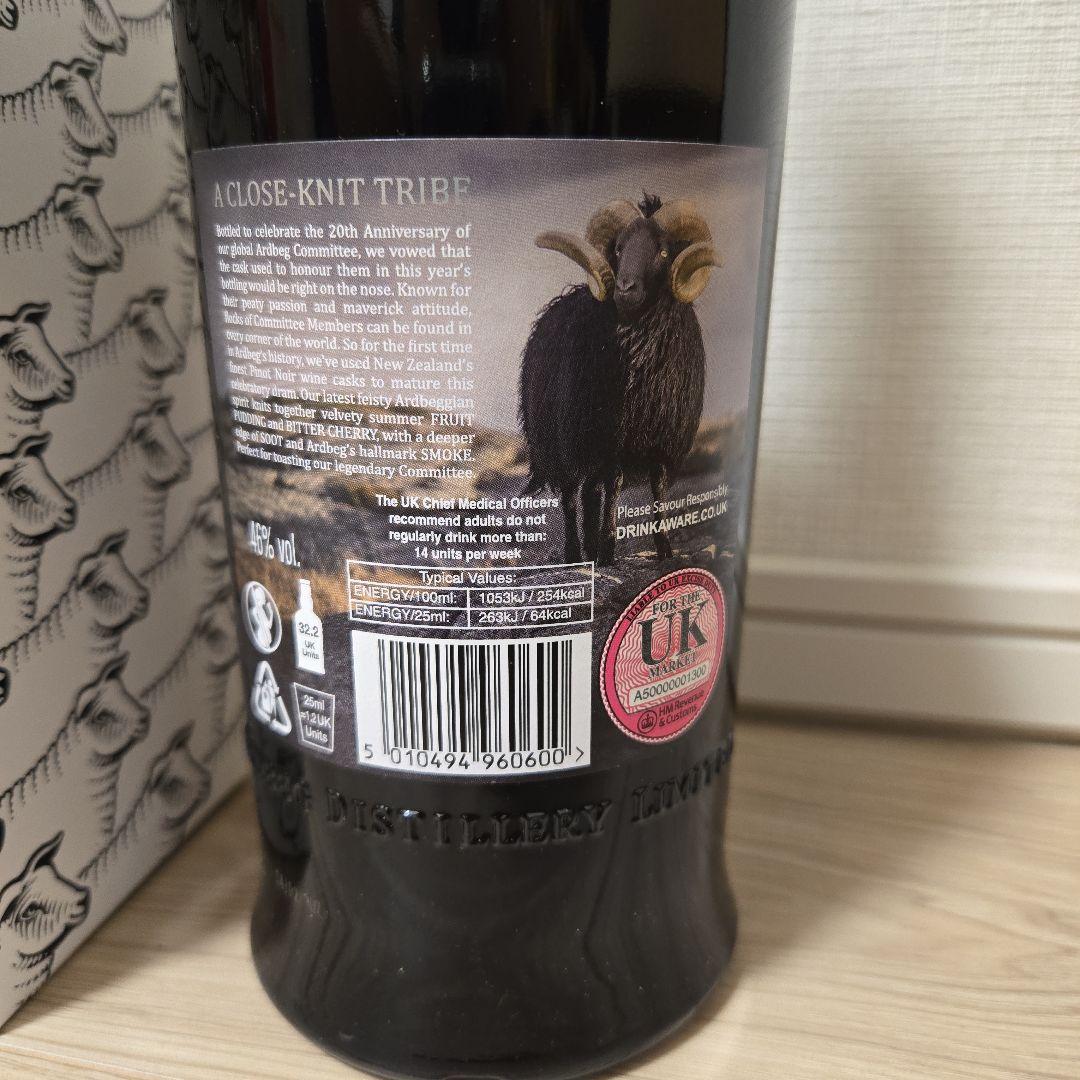 A CLOSE-KNIT TRIBE
Bottled to celebrate the 20th Anniversary of
our global Ardbeg Committee, we vowed that
the cask used to honour them in this year's
bottling would be right on the nose. Known for
their peaty passion and maverick attitude,
flocks of Committee Members can be found in
every corner of the world. So for the first time
in Ardbeg's history, we've used New Zealand's
finest Pinot Noir wine casks to mature this
celebratory dram. Our latest feisty Ardbeggian
spirit knits together velvety summer FRUIT
PUDDING and BITTER CHERRY, with a deeper
edge of SOOT and Ardbeg's hallmark SMOKE.
Perfect for toasting our legendary Committee.
The UK Chief Medical Officers
recommend adults do not
regularly drink more than:
14 units per week
Please Savour Responsibly
DRINKAWARE.CO.UK
46% vol.
Typical Values:
ENERGY/100ml: 1053kJ / 254kcal
ENERGY/25ml: 263kJ / 64kcal
32.2
UK
Units
25ml
=1.2 UK
Units
5 010494 960600 >
FOR THE
UK
MARKET
A50000001300
HM Revenue
& Customs
DISTILLERY LIMITED